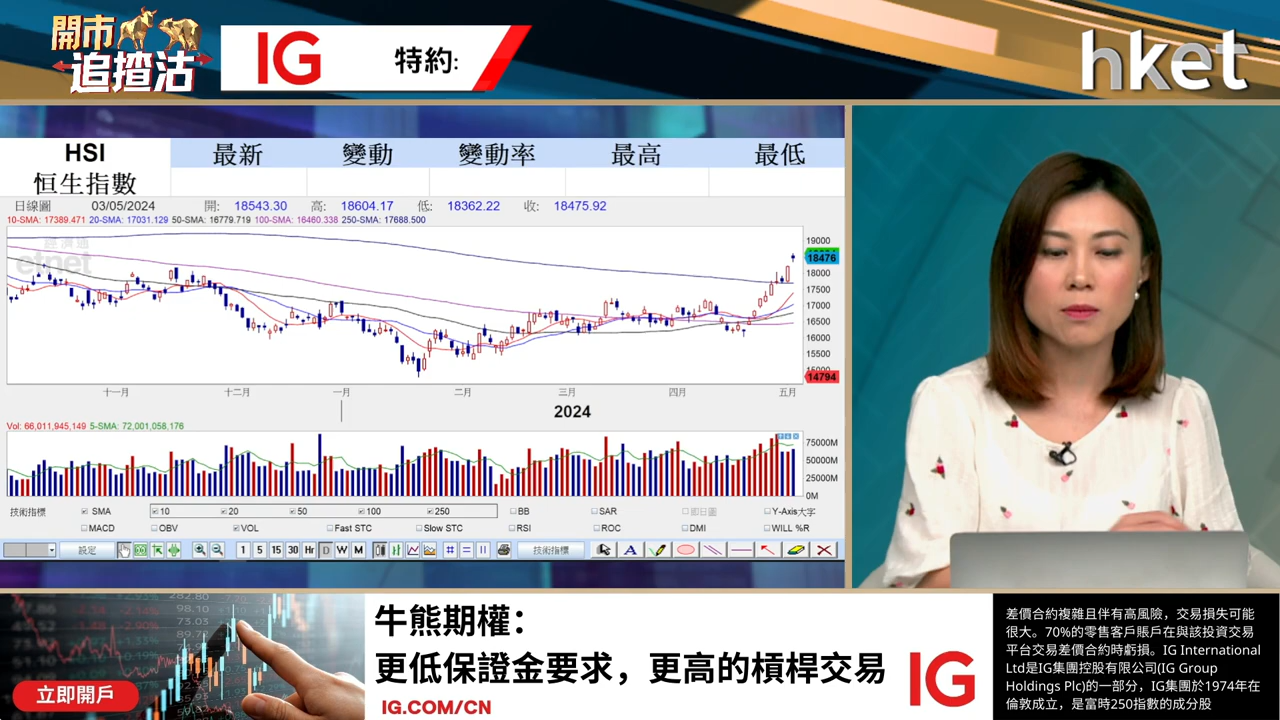 開市
追揸沽
IG
特約:
hket
HSI
最新
變動
變動率
最高
最低
恒生指數
日線圖
03/05/2024
開:
18543.30
高:
18604.17
低:
18362.22
收:
18475.92
10-SMA: 17389.471 20-SMA: 17031.129 50-SMA: 16779.719 100-SMA: 16460.338 250-SMA: 17688.500
經濟通
etnet
19000
18476
18000
17500
17000
16500
16000
15500
14794
十一月
十二月
一月
二月
三月
四月
五月
2024
Vol: 66,011,945,149 5-SMA: 72,001,058,176
75000M
50000M
25000M
0M
技術指標
SMA
10
20
50
100
250
BB
SAR
Y-Axis大字
MACD
OBV
VOL
Fast STC
Slow STC
RSI
ROC
DMI
WILL %R
設定
1 5 15 30 Hr D W M
技術指標
A
立即開戶
牛熊期權：
更低保證金要求，更高的槓桿交易
IG.COM/CN
IG
差價合約複雜且伴有高風險，交易損失可能
很大。70%的零售客戶賬戶在與該投資交易
平台交易差價合約時虧損。IG International
Ltd是IG集團控股有限公司(IG Group
Holdings Plc)的一部分，IG集團於1974年在
倫敦成立，是富時250指數的成分股